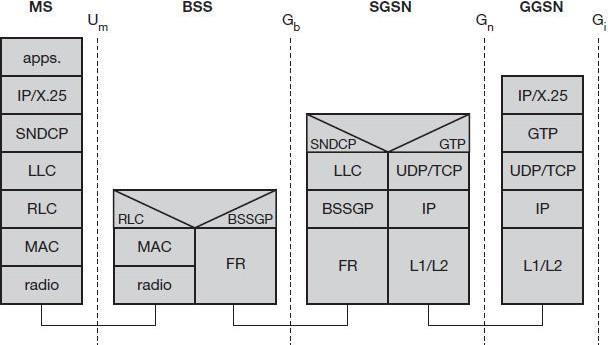 MS
BSS
SGSN
GGSN
Um
Gb
Gn
Gi
apps.
IP/X.25
SNDCP
LLC
RLC
MAC
radio
RLC
BSSGP
MAC
radio
FR
SNDCP
GTP
LLC
UDP/TCP
BSSGP
IP
FR
L1/L2
IP/X.25
GTP
UDP/TCP
IP
L1/L2